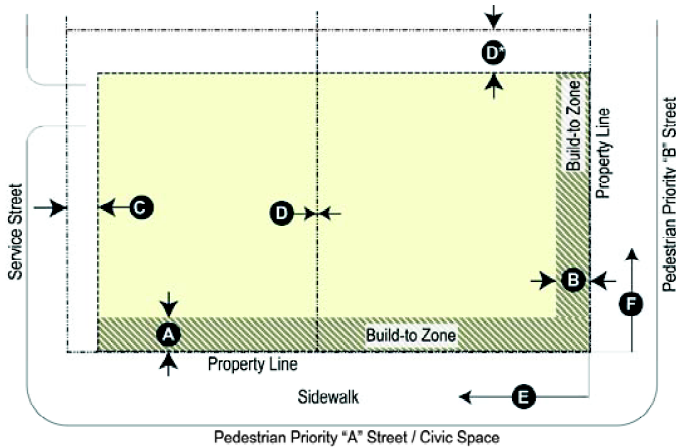 D*
Build-to Zone
Property Line
Pedestrian Priority "B" Street
Service Street
C
D
B
F
A
Build-to Zone
Property Line
Sidewalk
E
Pedestrian Priority "A" Street / Civic Space